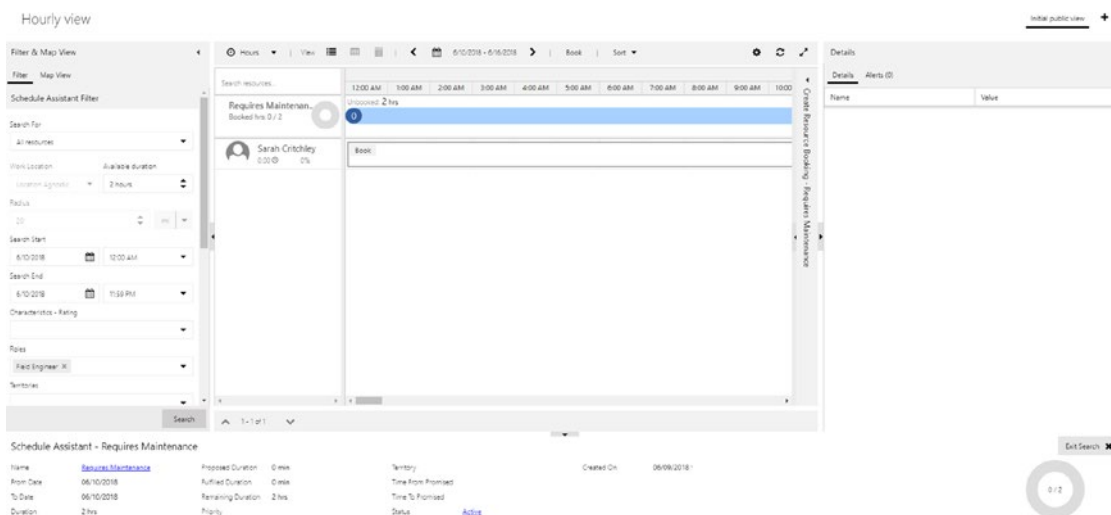 Hourly view
Initial public view +
Filter & Map View
Filter Map View
Schedule Assistant Filter
Search For
All resources
Work Location Available duration
Location Agnostic 2 hours
Radius
20
Search Start
6/10/2018 12:00 AM
Search End
6/10/2018 11:59 PM
Characteristics - Rating
Roles
Field Engineer X
Territories
Search
Hours | View | 6/10/2018 - 6/16/2018 | Book | Sort
Search resources...
12:00 AM 1:00 AM 2:00 AM 3:00 AM 4:00 AM 5:00 AM 6:00 AM 7:00 AM 8:00 AM 9:00 AM 10:00
Requires Maintenan...
Booked hrs: 0 / 2
Unbooked: 2 hrs
0
Sarah Critchley
0:00 0%
Book
1 - 1 of 1
Create Resource Booking - Requires Maintenance
Details
Details Alerts (0)
Name Value
Schedule Assistant - Requires Maintenance
Exit Search ✖
Name Requires Maintenance Proposed Duration 0 min Territory Created On 06/09/2018
From Date 06/10/2018 Fulfilled Duration 0 min Time From Promised
To Date 06/10/2018 Remaining Duration 2 hrs Time To Promised
Duration 2 hrs Priority Status Active
0 / 2